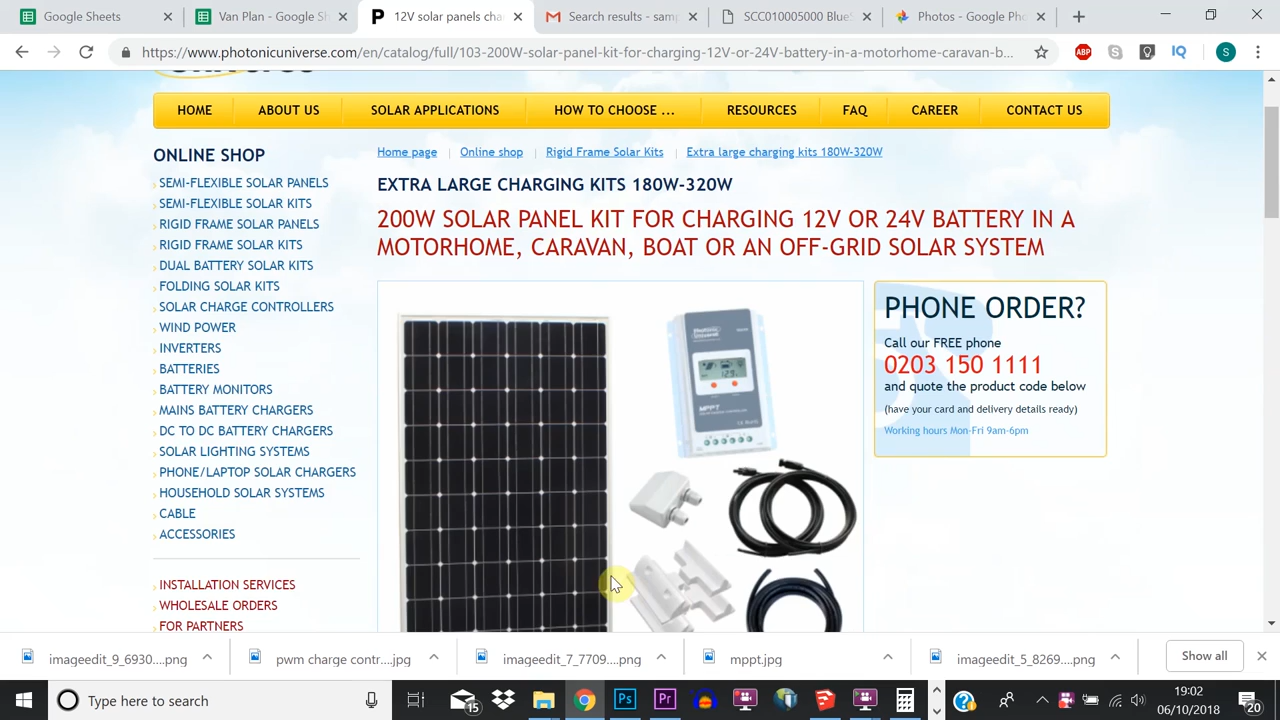 Google Sheets
Van Plan - Google Sh
12V solar panels cha
Search results - sam
SCC010005000 BlueS
Photos - Google Pho
https://www.photonicuniverse.com/en/catalog/full/103-200W-solar-panel-kit-for-charging-12V-or-24V-battery-in-a-motorhome-caravan-b...
ABP
IQ
S
HOME
ABOUT US
SOLAR APPLICATIONS
HOW TO CHOOSE ...
RESOURCES
FAQ
CAREER
CONTACT US
Home page
Online shop
Rigid Frame Solar Kits
Extra large charging kits 180W-320W
ONLINE SHOP
SEMI-FLEXIBLE SOLAR PANELS
SEMI-FLEXIBLE SOLAR KITS
RIGID FRAME SOLAR PANELS
RIGID FRAME SOLAR KITS
DUAL BATTERY SOLAR KITS
FOLDING SOLAR KITS
SOLAR CHARGE CONTROLLERS
WIND POWER
INVERTERS
BATTERIES
BATTERY MONITORS
MAINS BATTERY CHARGERS
DC TO DC BATTERY CHARGERS
SOLAR LIGHTING SYSTEMS
PHONE/LAPTOP SOLAR CHARGERS
HOUSEHOLD SOLAR SYSTEMS
CABLE
ACCESSORIES
INSTALLATION SERVICES
WHOLESALE ORDERS
FOR PARTNERS
EXTRA LARGE CHARGING KITS 180W-320W
200W SOLAR PANEL KIT FOR CHARGING 12V OR 24V BATTERY IN A
MOTORHOME, CARAVAN, BOAT OR AN OFF-GRID SOLAR SYSTEM
MPPT
PHONE ORDER?
Call our FREE phone
0203 150 1111
and quote the product code below
(have your card and delivery details ready)
Working hours Mon-Fri 9am-6pm
imageedit_9_6930....png
pwm charge contr....jpg
imageedit_7_7709....png
mppt.jpg
imageedit_5_8269....png
Show all
Type here to search
15
Ps
Pr
19:02
06/10/2018
20